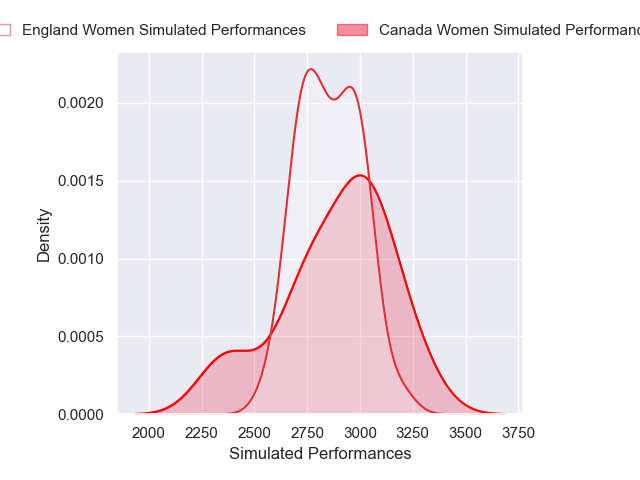 England Women Simulated Performances Canada Women Simulated
0.0020
0.0015
0.0010
0.0005
0.0000
Density
2000 2250 2500 2750 3000 3250 3500 3750
Simulated Performances